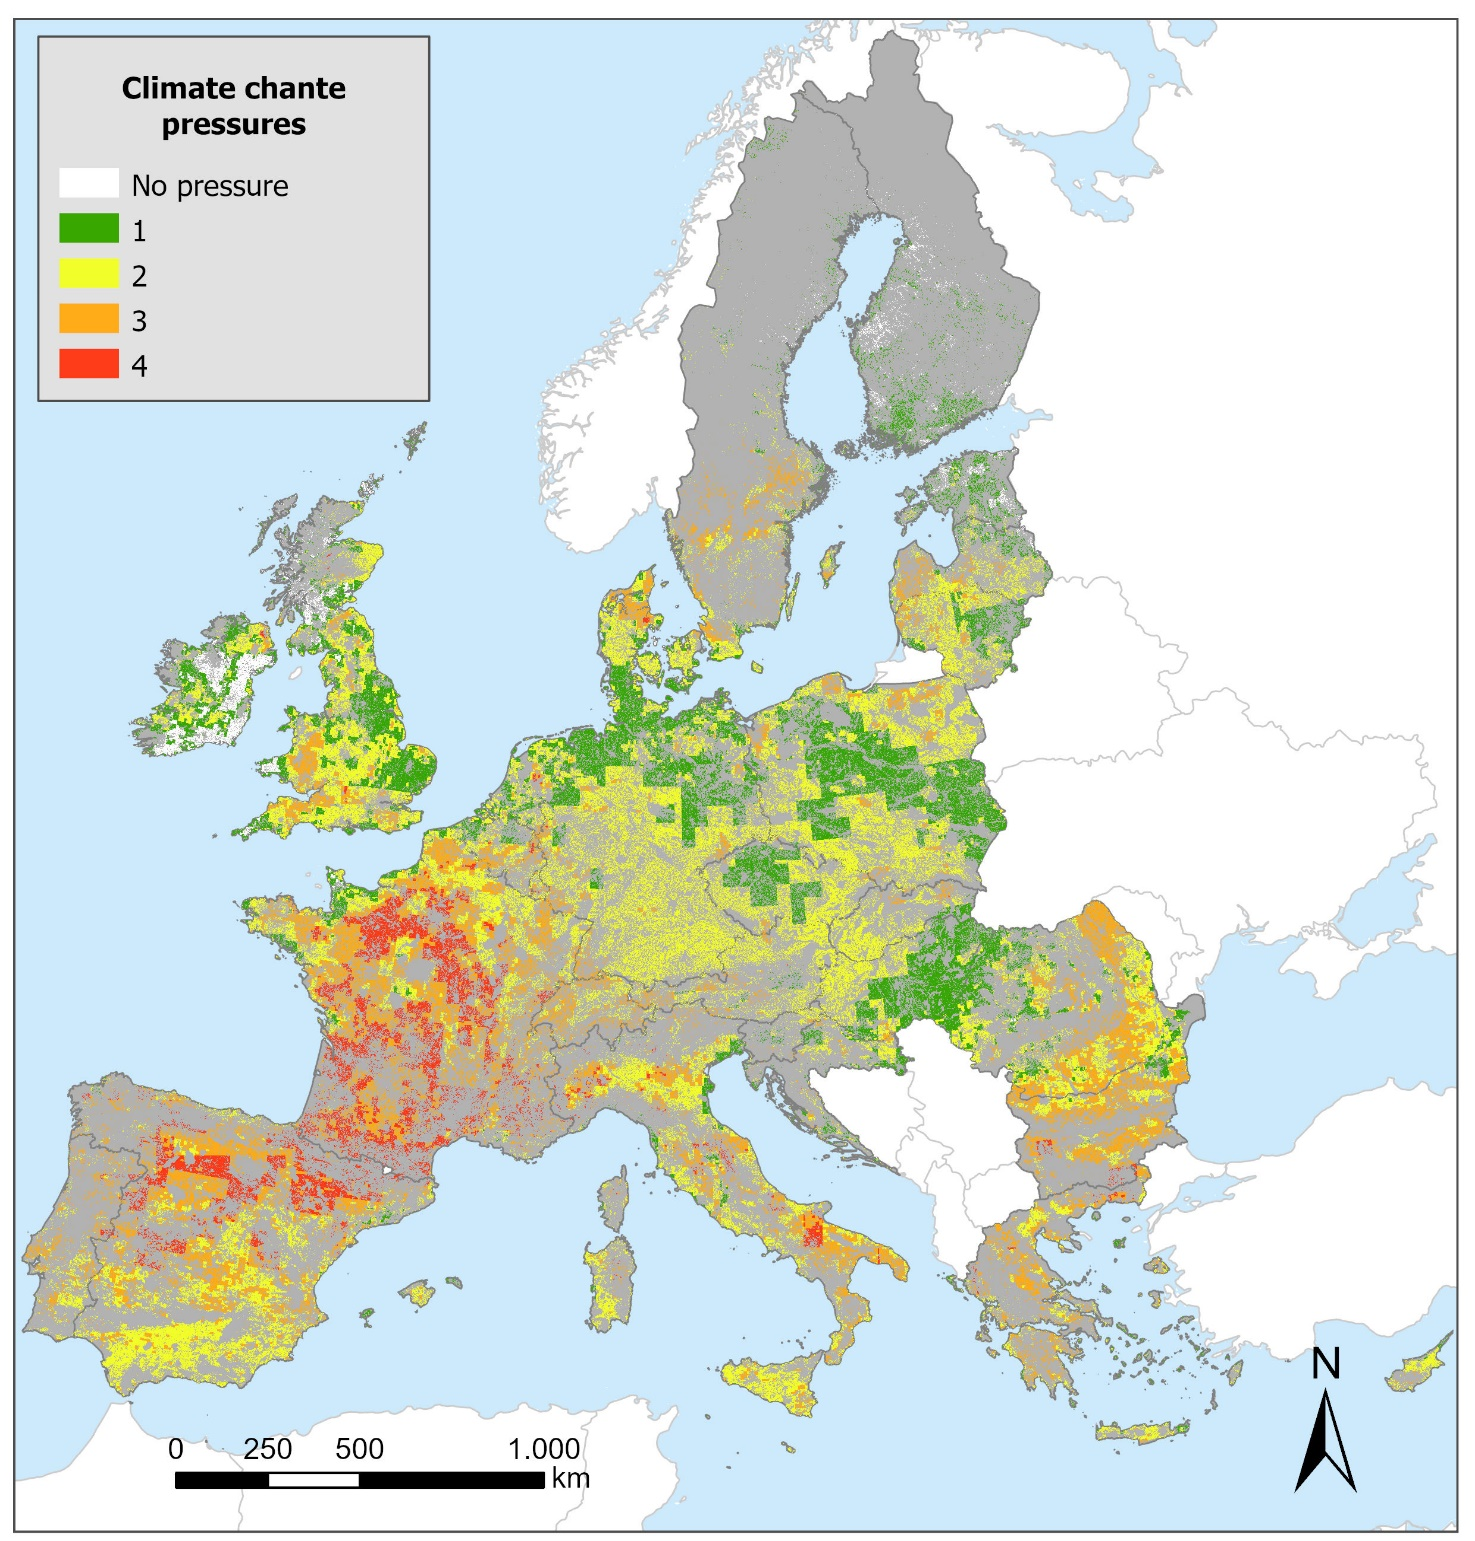 Climate chante
pressures
No pressure
1
2
3
4
N
0 250 500 1.000
km